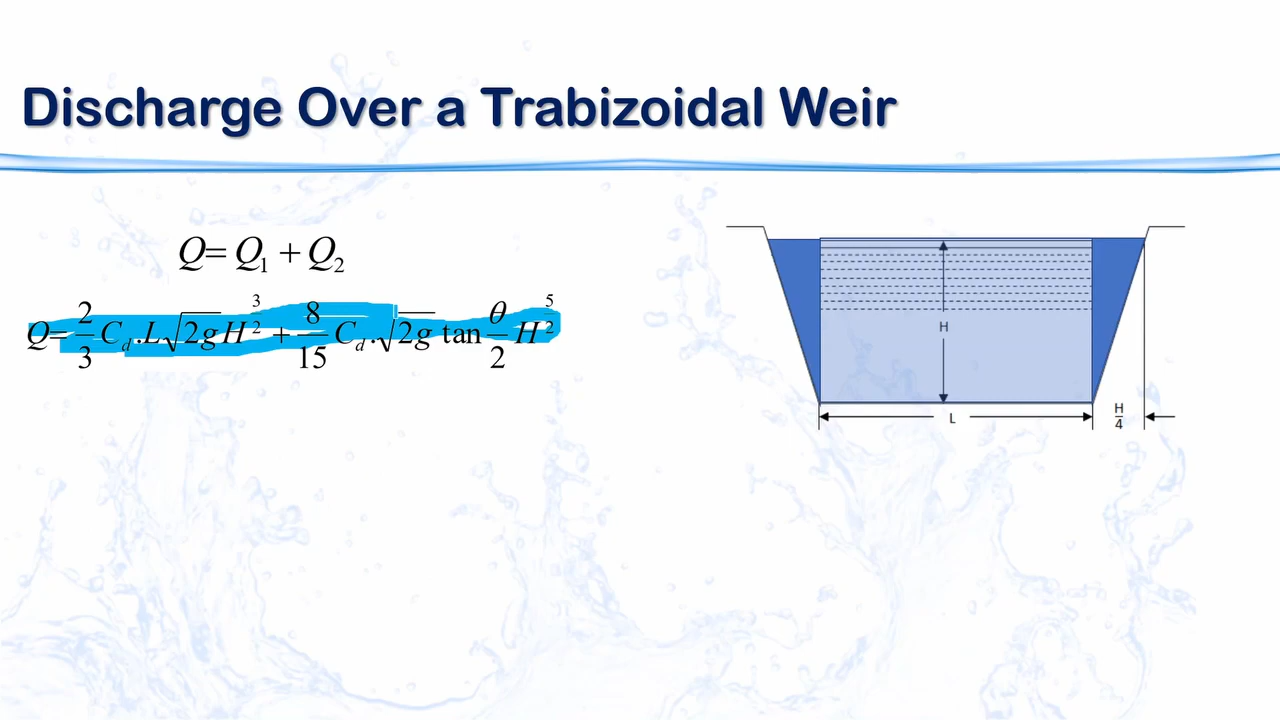 Discharge Over a Trabizoidal Weir
Q= Q₁ + Q₂
Q= 2/3 C_d.L√2g H^3/2 + 8/15 C_d.√2g tan θ/2 H^5/2
H
L
H/4